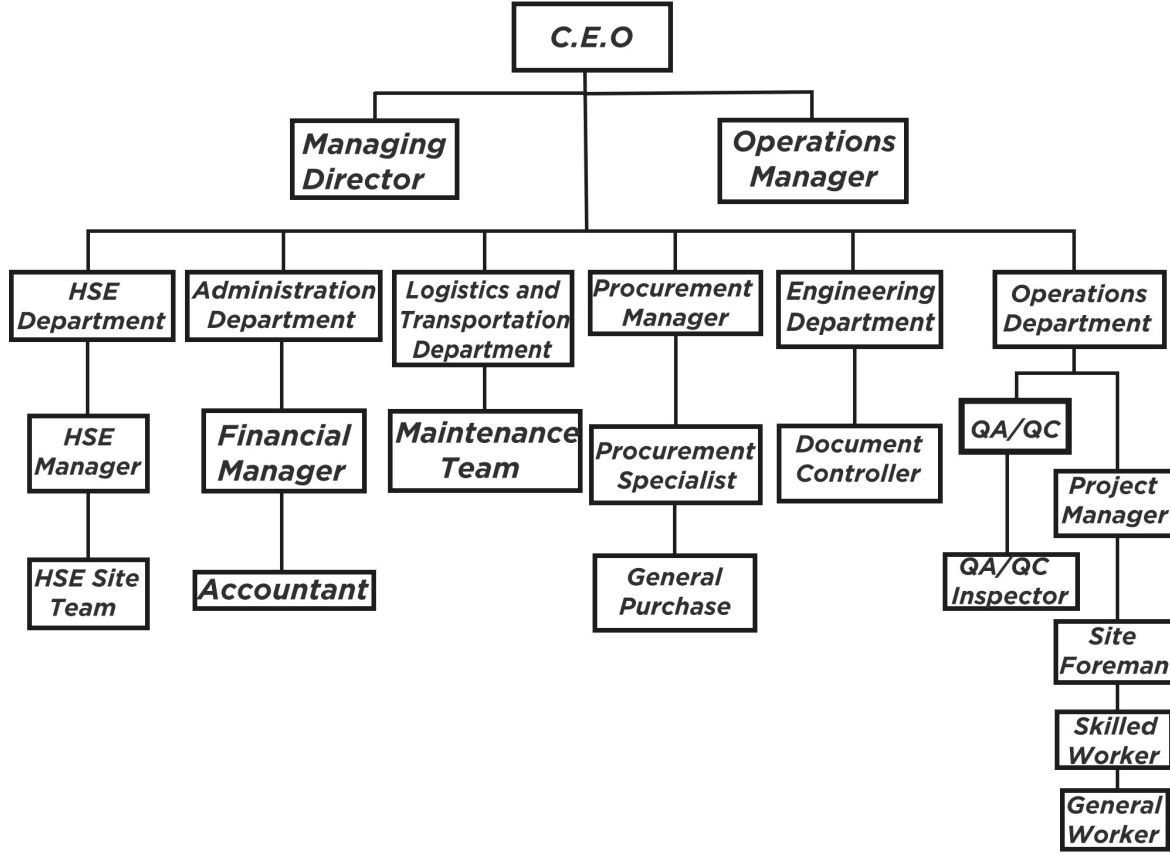 C.E.O
Managing
Director
Operations
Manager
HSE
Department
Administration
Department
Logistics and
Transportation
Department
Procurement
Manager
Engineering
Department
Operations
Department
HSE
Manager
Financial
Manager
Maintenance
Team
Procurement
Specialist
Document
Controller
QA/QC
Project
Manager
HSE Site
Team
Accountant
General
Purchase
QA/QC
Inspector
Site
Foreman
Skilled
Worker
General
Worker